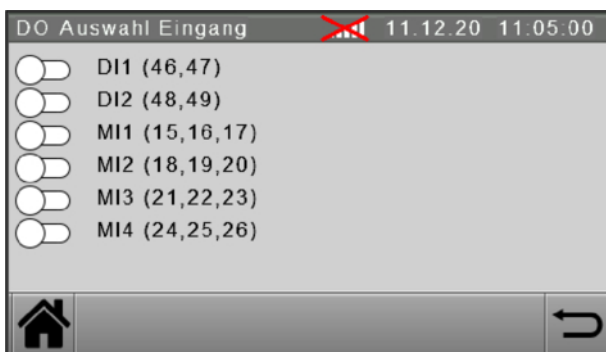 DO Auswahl Eingang 11.12.20 11:05:00
DI1 (46,47)
DI2 (48,49)
MI1 (15,16,17)
MI2 (18,19,20)
MI3 (21,22,23)
MI4 (24,25,26)